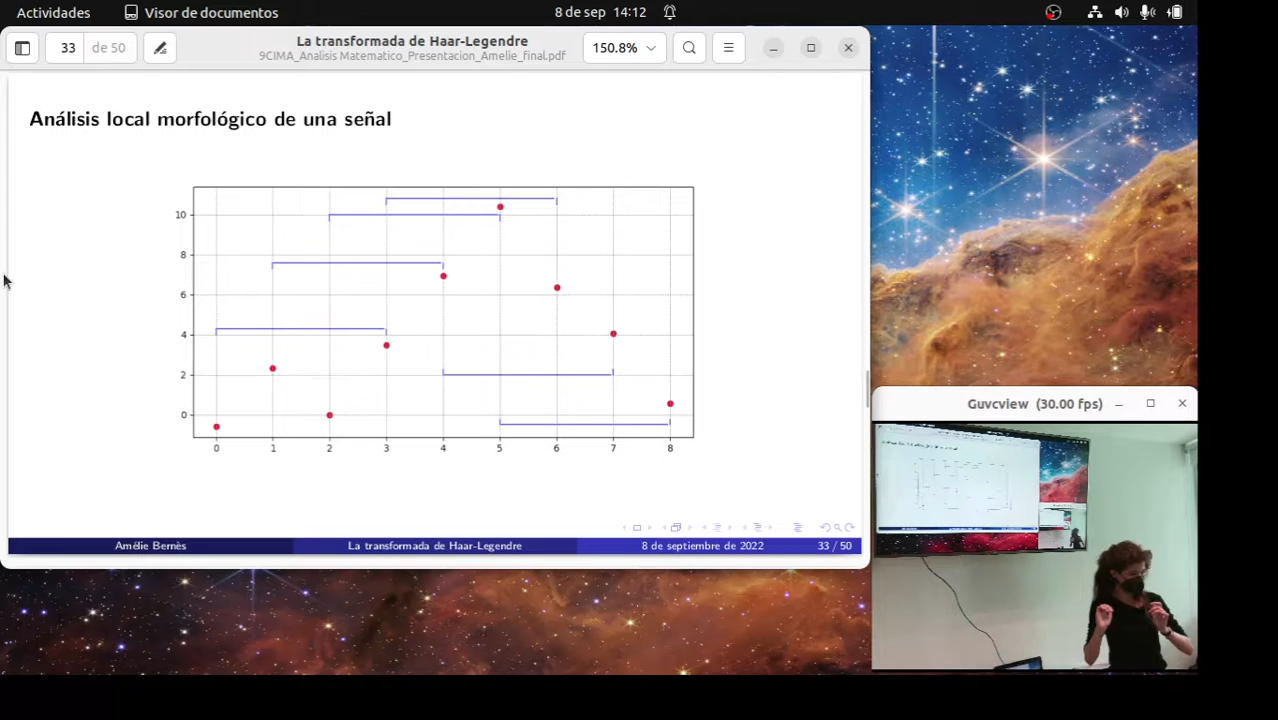 Actividades
Visor de documentos
8 de sep 14:12
33
de 50
La transformada de Haar-Legendre
9CIMA_Analisis Matematico_Presentacion_Amelie_final.pdf
150.8%
Análisis local morfológico de una señal
10
8
6
4
2
0
0 1 2 3 4 5 6 7 8
Amélie Bernès
La transformada de Haar-Legendre
8 de septiembre de 2022
33 / 50
Guvcview (30.00 fps)